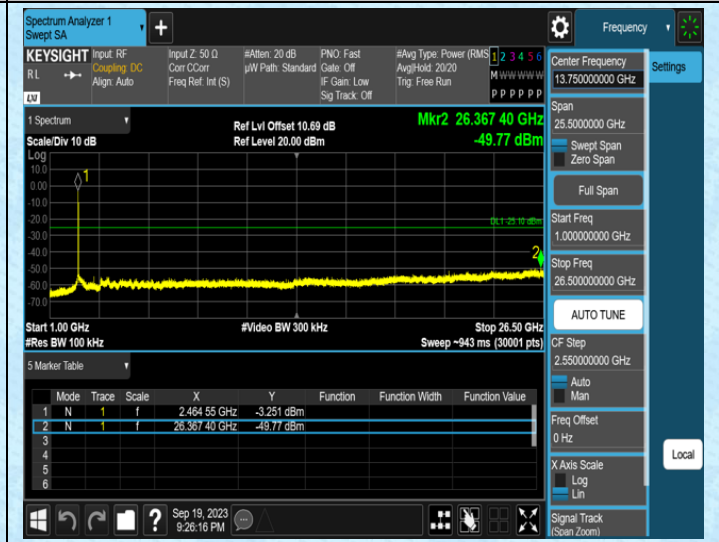 Spectrum Analyzer 1
Swept SA
+
Frequency
KEYSIGHT
RL
LXI
Input: RF
Coupling: DC
Align: Auto
Input Z: 50 Ω
Corr CCorr
Freq Ref: Int (S)
#Atten: 20 dB
µW Path: Standard
PNO: Fast
Gate: Off
IF Gain: Low
Sig Track: Off
#Avg Type: Power (RMS
Avg|Hold: 20/20
Trig: Free Run
1 2 3 4 5 6
M W W W W W
P P P P P P
Center Frequency
13.750000000 GHz
Settings
Span
25.5000000 GHz
Swept Span
Zero Span
Full Span
Start Freq
1.000000000 GHz
Stop Freq
26.500000000 GHz
AUTO TUNE
CF Step
2.550000000 GHz
Auto
Man
Freq Offset
0 Hz
X Axis Scale
Log
Lin
Signal Track
(Span Zoom)
Local
1 Spectrum
Scale/Div 10 dB
Ref Lvl Offset 10.69 dB
Ref Level 20.00 dBm
Mkr2 26.367 40 GHz
-49.77 dBm
Log
10.0
0.00
-10.0
-20.0
-30.0
-40.0
-50.0
-60.0
-70.0
1
DL1 -25.10 dBm
2
Start 1.00 GHz
#Res BW 100 kHz
#Video BW 300 kHz
Stop 26.50 GHz
Sweep ~943 ms (30001 pts)
5 Marker Table
Mode Trace Scale X Y Function Function Width Function Value
1 N 1 f 2.464 55 GHz -3.251 dBm
2 N 1 f 26.367 40 GHz -49.77 dBm
3
4
5
6
?
Sep 19, 2023
9:26:16 PM